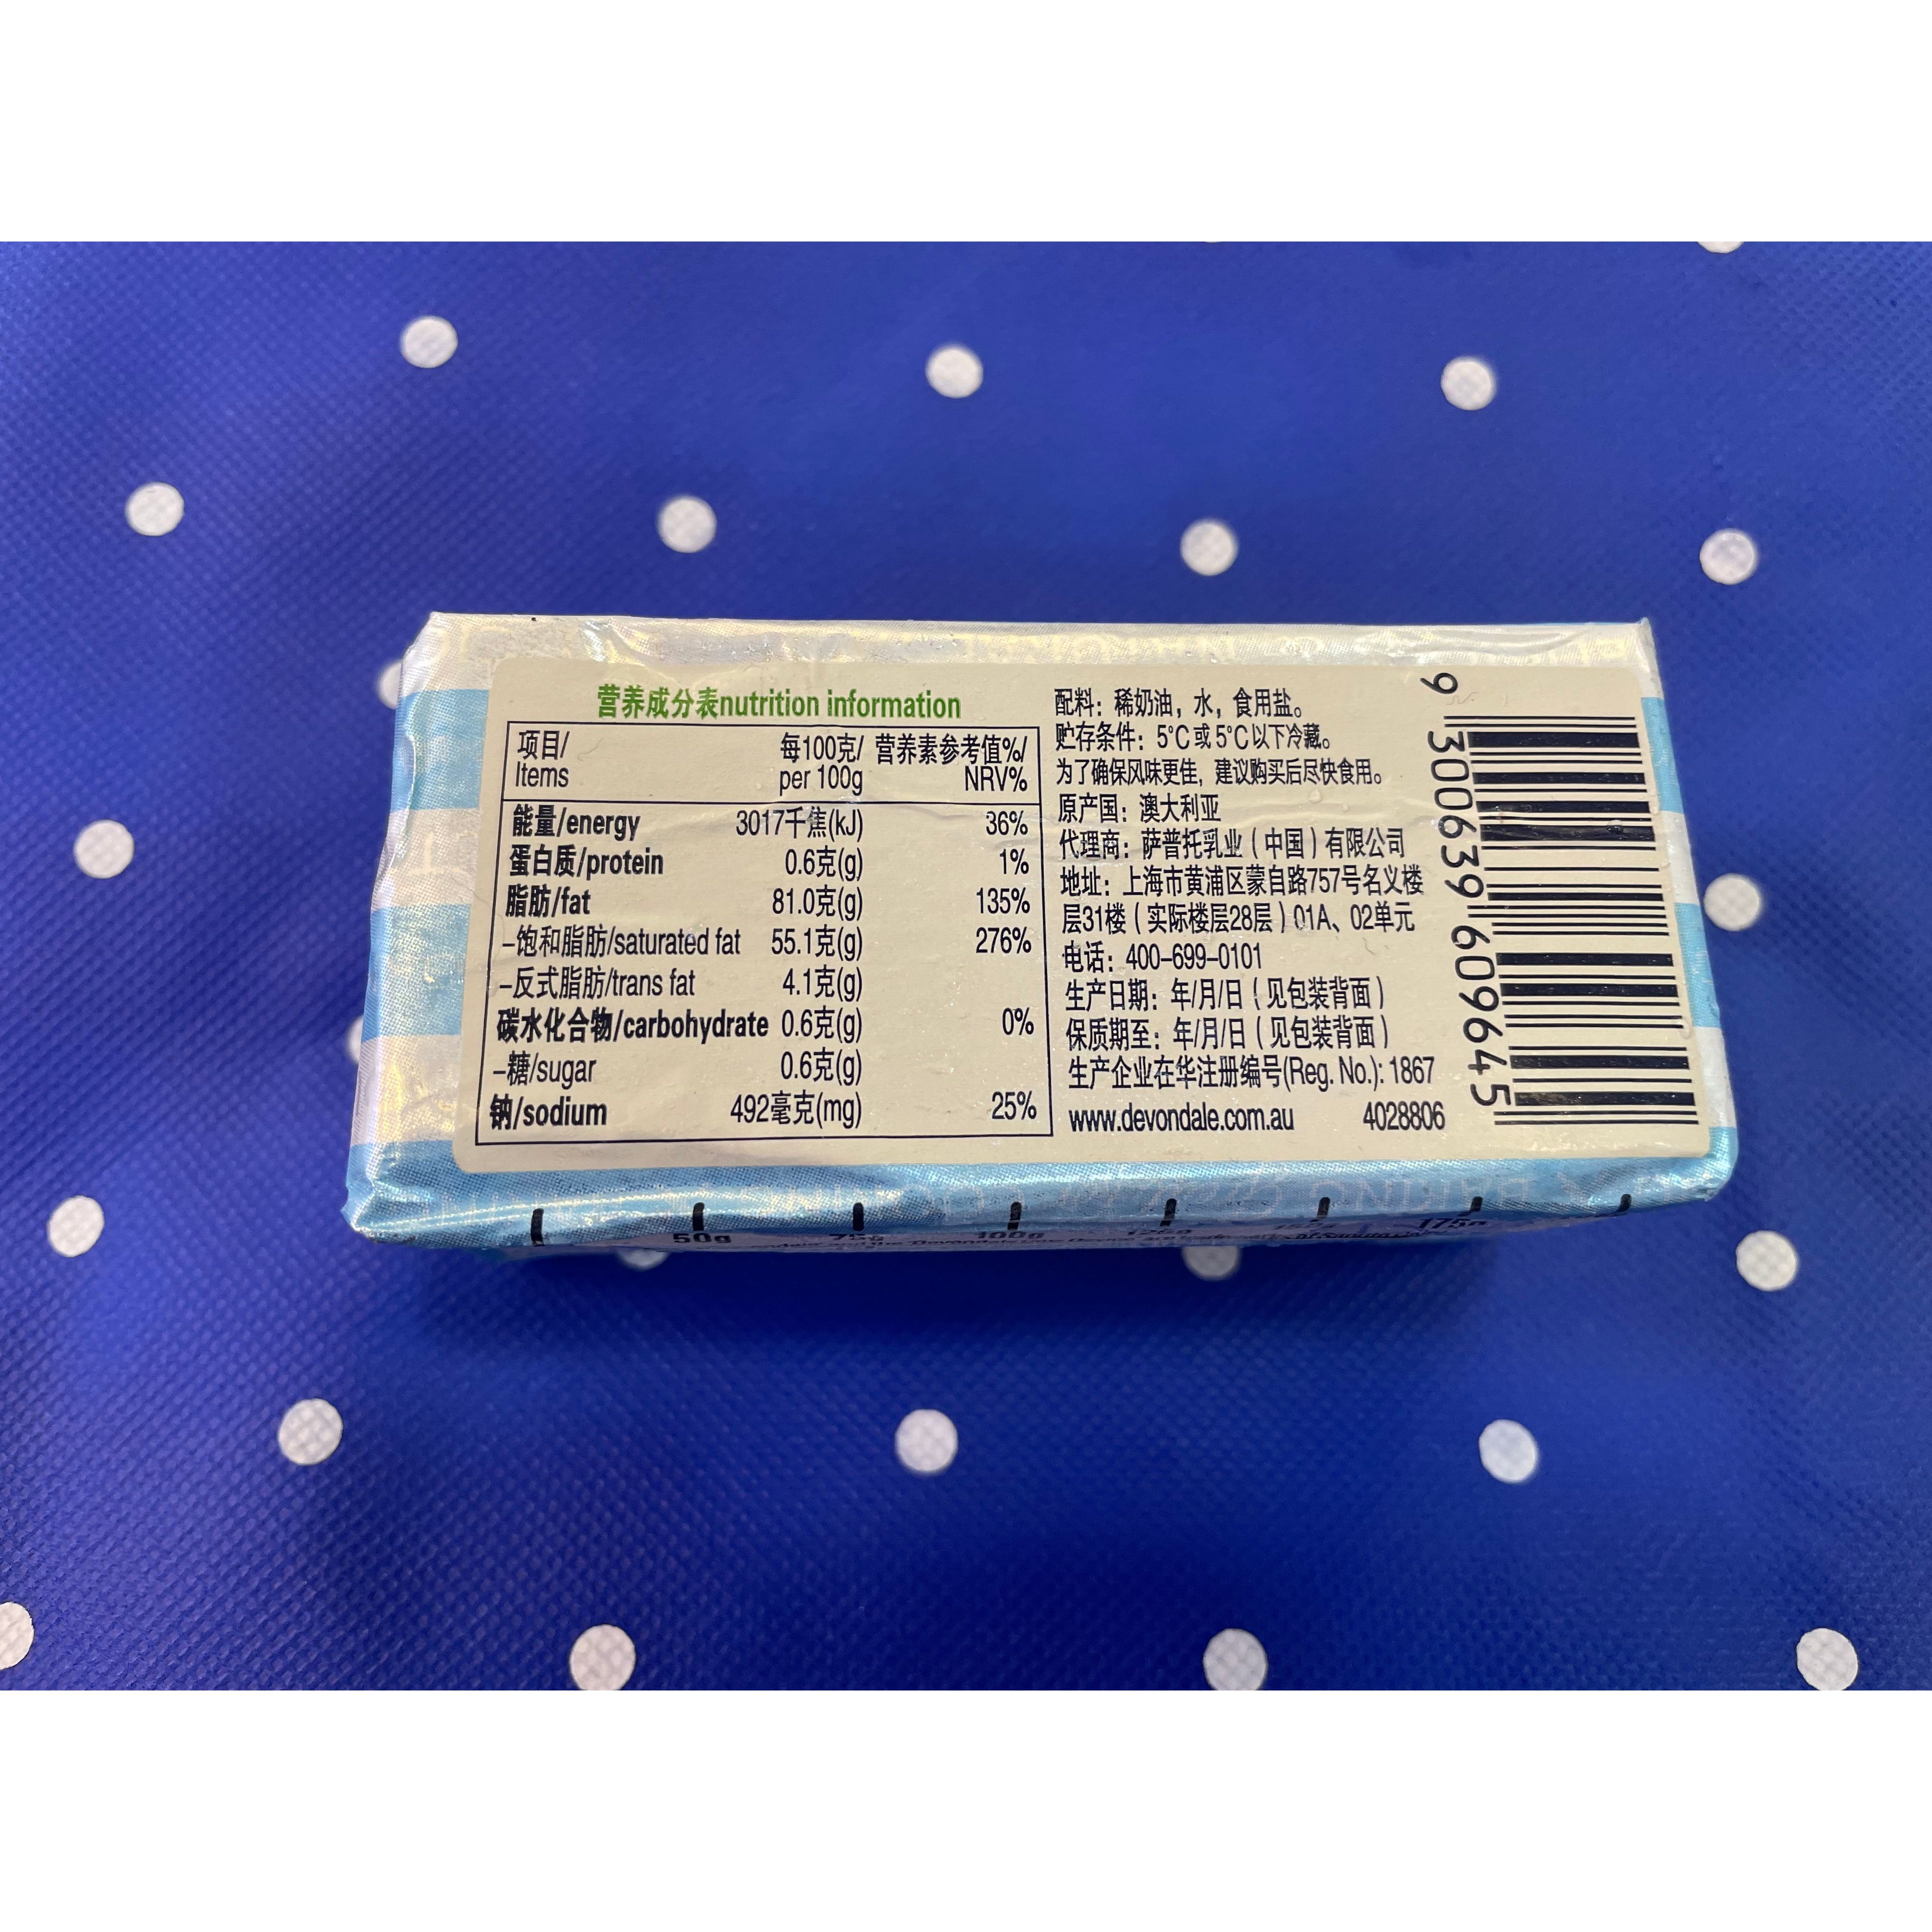 营养成分表nutrition information
项目/ 每100克/ 营养素参考值%/
Items per 100g NRV%
能量/energy 3017千焦(kJ) 36%
蛋白质/protein 0.6克(g) 1%
脂肪/fat 81.0克(g) 135%
–饱和脂肪/saturated fat 55.1克(g) 276%
–反式脂肪/trans fat 4.1克(g)
碳水化合物/carbohydrate 0.6克(g) 0%
–糖/sugar 0.6克(g)
钠/sodium 492毫克(mg) 25%
配料：稀奶油，水，食用盐。
贮存条件：5°C或5°C以下冷藏。
为了确保风味更佳，建议购买后尽快食用。
原产国：澳大利亚
代理商：萨普托乳业（中国）有限公司
地址：上海市黄浦区蒙自路757号名义楼
层31楼（实际楼层28层）01A、02单元
电话：400–699–0101
生产日期：年/月/日（见包装背面）
保质期至：年/月/日（见包装背面）
生产企业在华注册编号(Reg. No.): 1867
www.devondale.com.au 4028806
9 300639 609645
50g 75g 100g 125g 175g